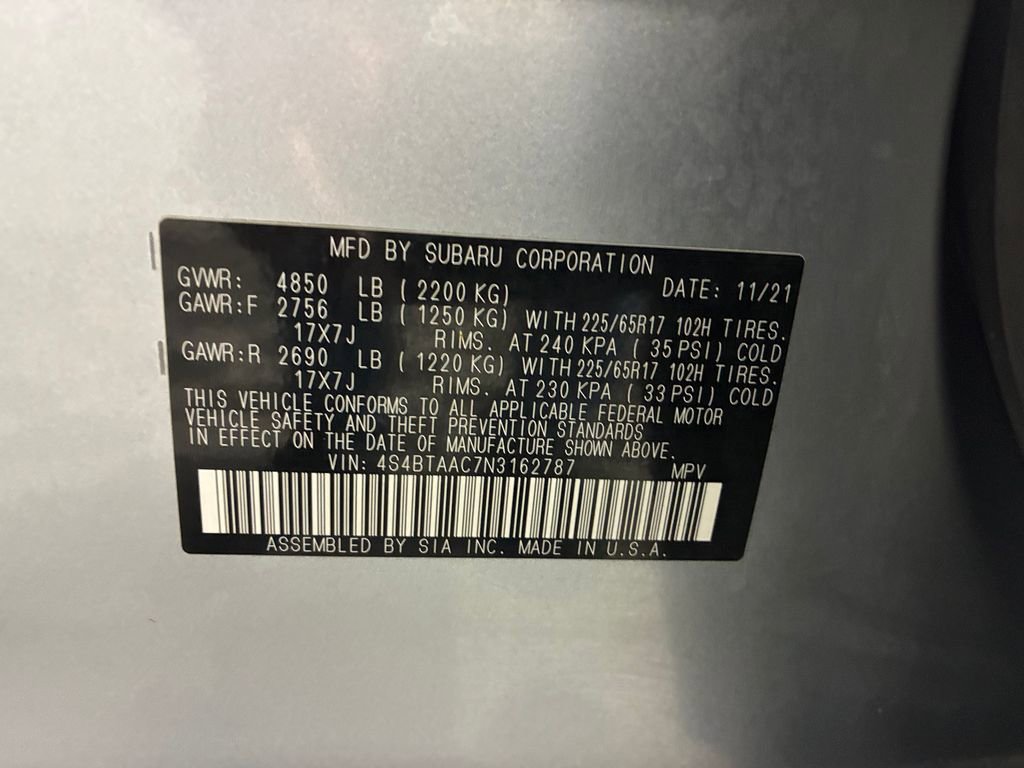 MFD BY SUBARU CORPORATION
GVWR: 4850 LB ( 2200 KG) DATE: 11/21
GAWR:F 2756 LB ( 1250 KG) WITH 225/65R17 102H TIRES.
17X7J RIMS. AT 240 KPA ( 35 PSI) COLD
GAWR:R 2690 LB ( 1220 KG) WITH 225/65R17 102H TIRES.
17X7J RIMS. AT 230 KPA ( 33 PSI) COLD
THIS VEHICLE CONFORMS TO ALL APPLICABLE FEDERAL MOTOR
VEHICLE SAFETY AND THEFT PREVENTION STANDARDS
IN EFFECT ON THE DATE OF MANUFACTURE SHOWN ABOVE.
VIN: 4S4BTAAC7N3162787 MPV
ASSEMBLED BY SIA INC. MADE IN U.S.A.